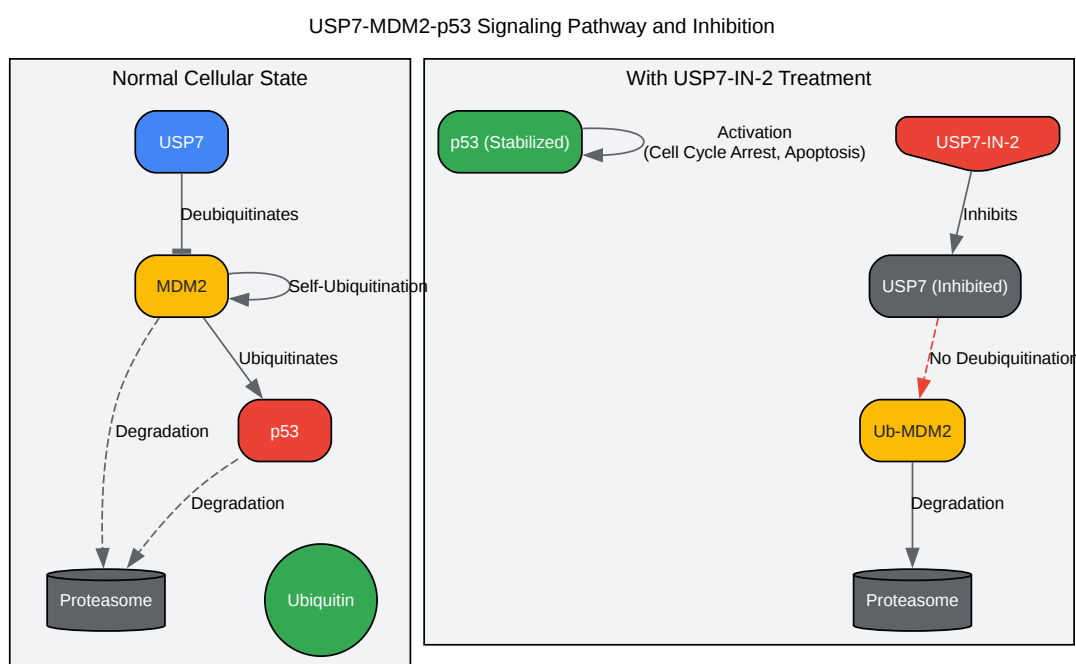 USP7-MDM2-p53 Signaling Pathway and Inhibition
Normal Cellular State
USP7
Deubiquitinates
MDM2
Self-Ubiquitination
Ubiquitinates
Degradation
p53
Degradation
Proteasome
Ubiquitin
With USP7-IN-2 Treatment
p53 (Stabilized)
Activation
(Cell Cycle Arrest, Apoptosis)
USP7-IN-2
Inhibits
USP7 (Inhibited)
No Deubiquitination
Ub-MDM2
Degradation
Proteasome